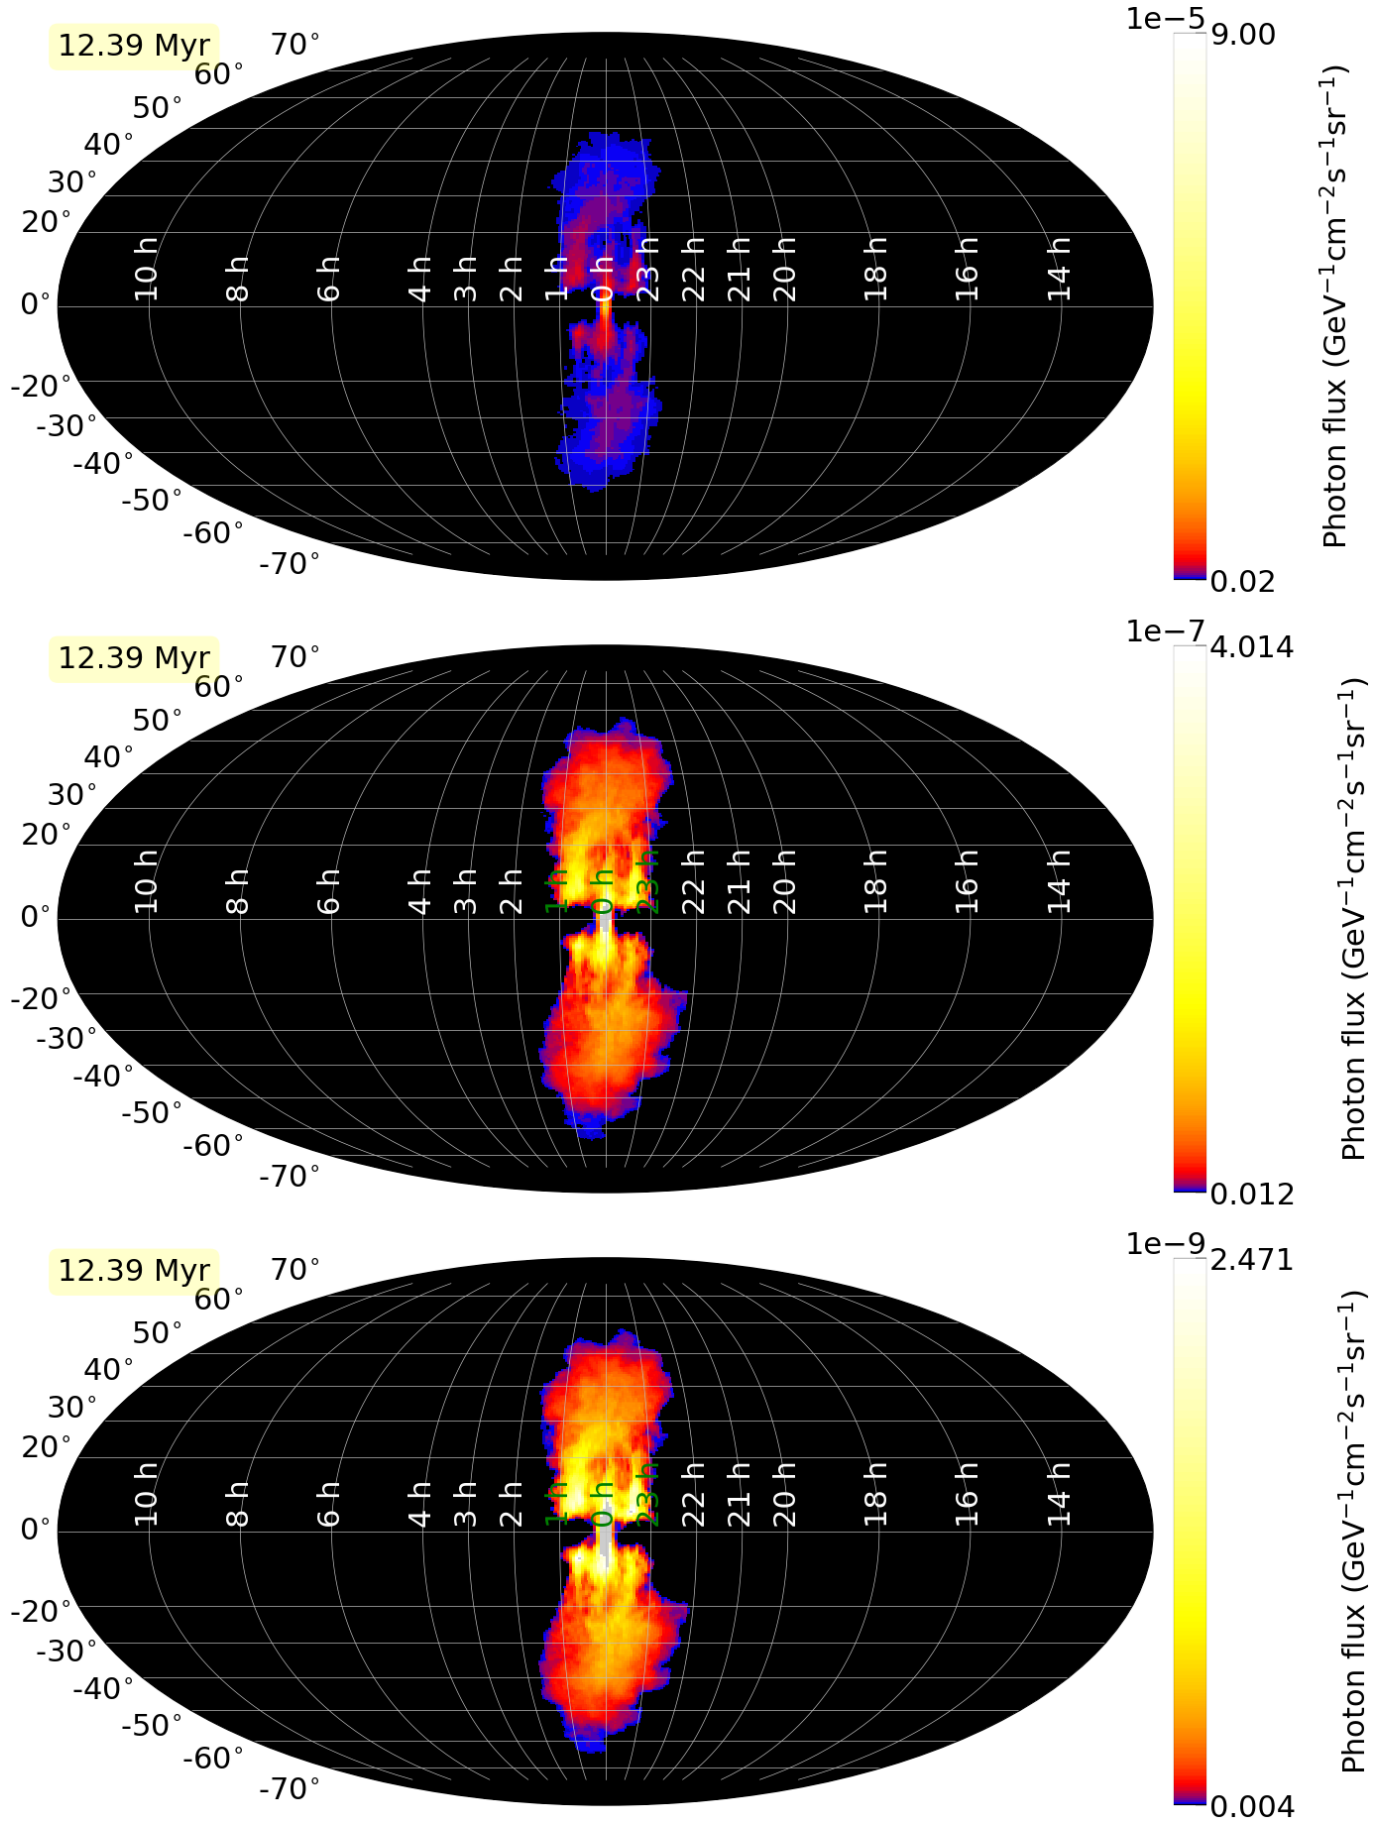 12.39 Myr
70°
60°
50°
40°
30°
20°
0°
-20°
-30°
-40°
-50°
-60°
-70°
10 h
8 h
6 h
4 h
3 h
2 h
1 h
0 h
23 h
22 h
21 h
20 h
18 h
16 h
14 h
1e−5
9.00
0.02
Photon flux (GeV⁻¹cm⁻²s⁻¹sr⁻¹)
12.39 Myr
70°
60°
50°
40°
30°
20°
0°
-20°
-30°
-40°
-50°
-60°
-70°
10 h
8 h
6 h
4 h
3 h
2 h
1 h
0 h
23 h
22 h
21 h
20 h
18 h
16 h
14 h
1e−7
4.014
0.012
Photon flux (GeV⁻¹cm⁻²s⁻¹sr⁻¹)
12.39 Myr
70°
60°
50°
40°
30°
20°
0°
-20°
-30°
-40°
-50°
-60°
-70°
10 h
8 h
6 h
4 h
3 h
2 h
1 h
0 h
23 h
22 h
21 h
20 h
18 h
16 h
14 h
1e−9
2.471
0.004
Photon flux (GeV⁻¹cm⁻²s⁻¹sr⁻¹)